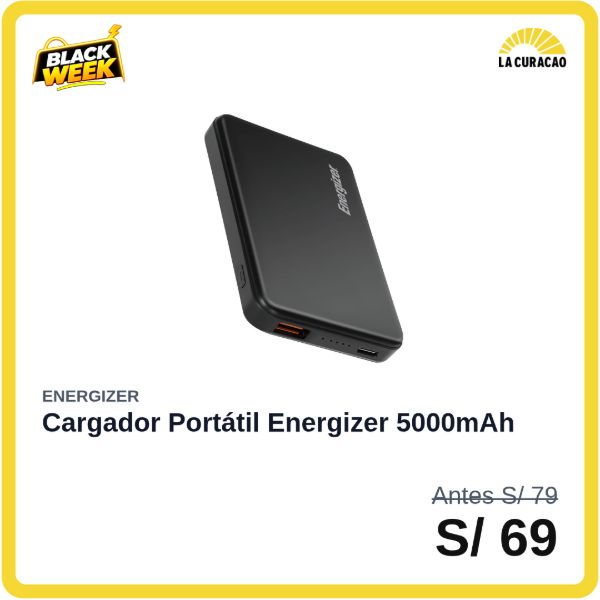 BLACK
WEEK
LA CURACAO
Energizer
ENERGIZER
Cargador Portátil Energizer 5000mAh
Antes S/ 79
S/ 69